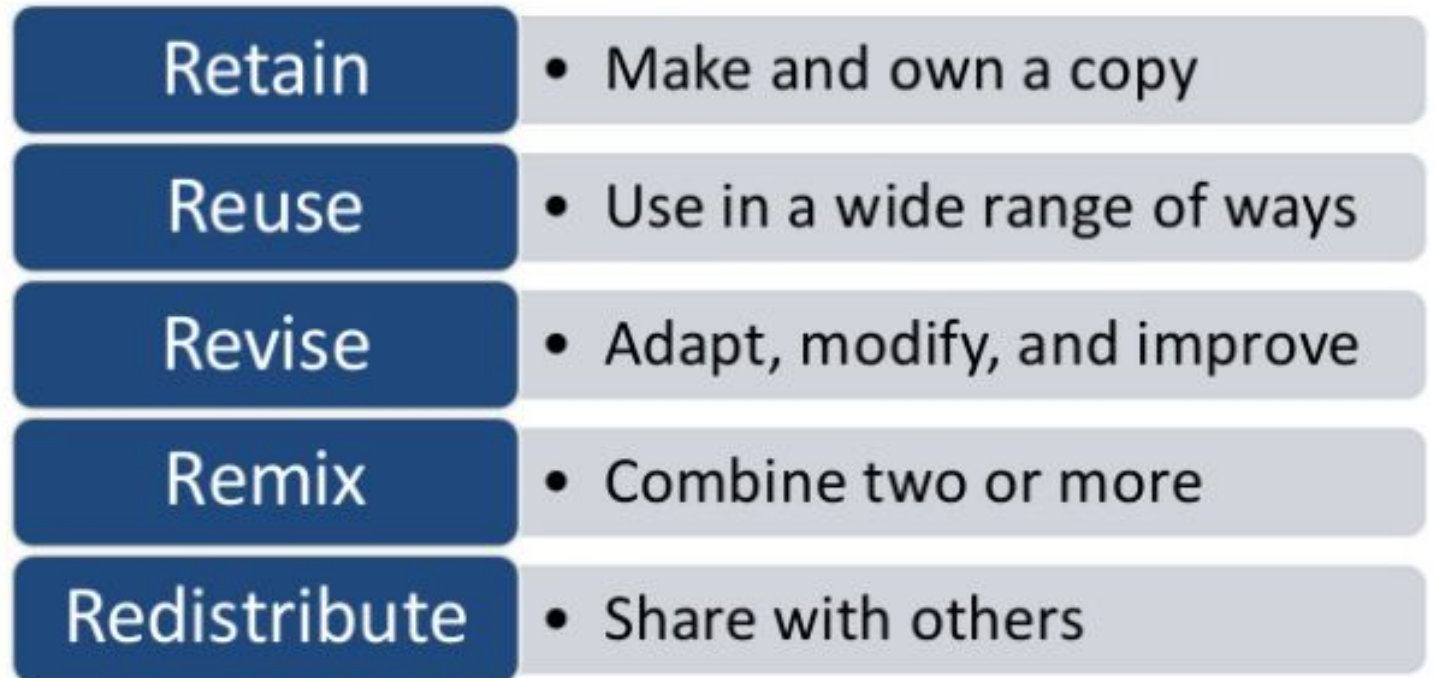 Retain
• Make and own a copy
Reuse
• Use in a wide range of ways
Revise
• Adapt, modify, and improve
Remix
• Combine two or more
Redistribute
• Share with others